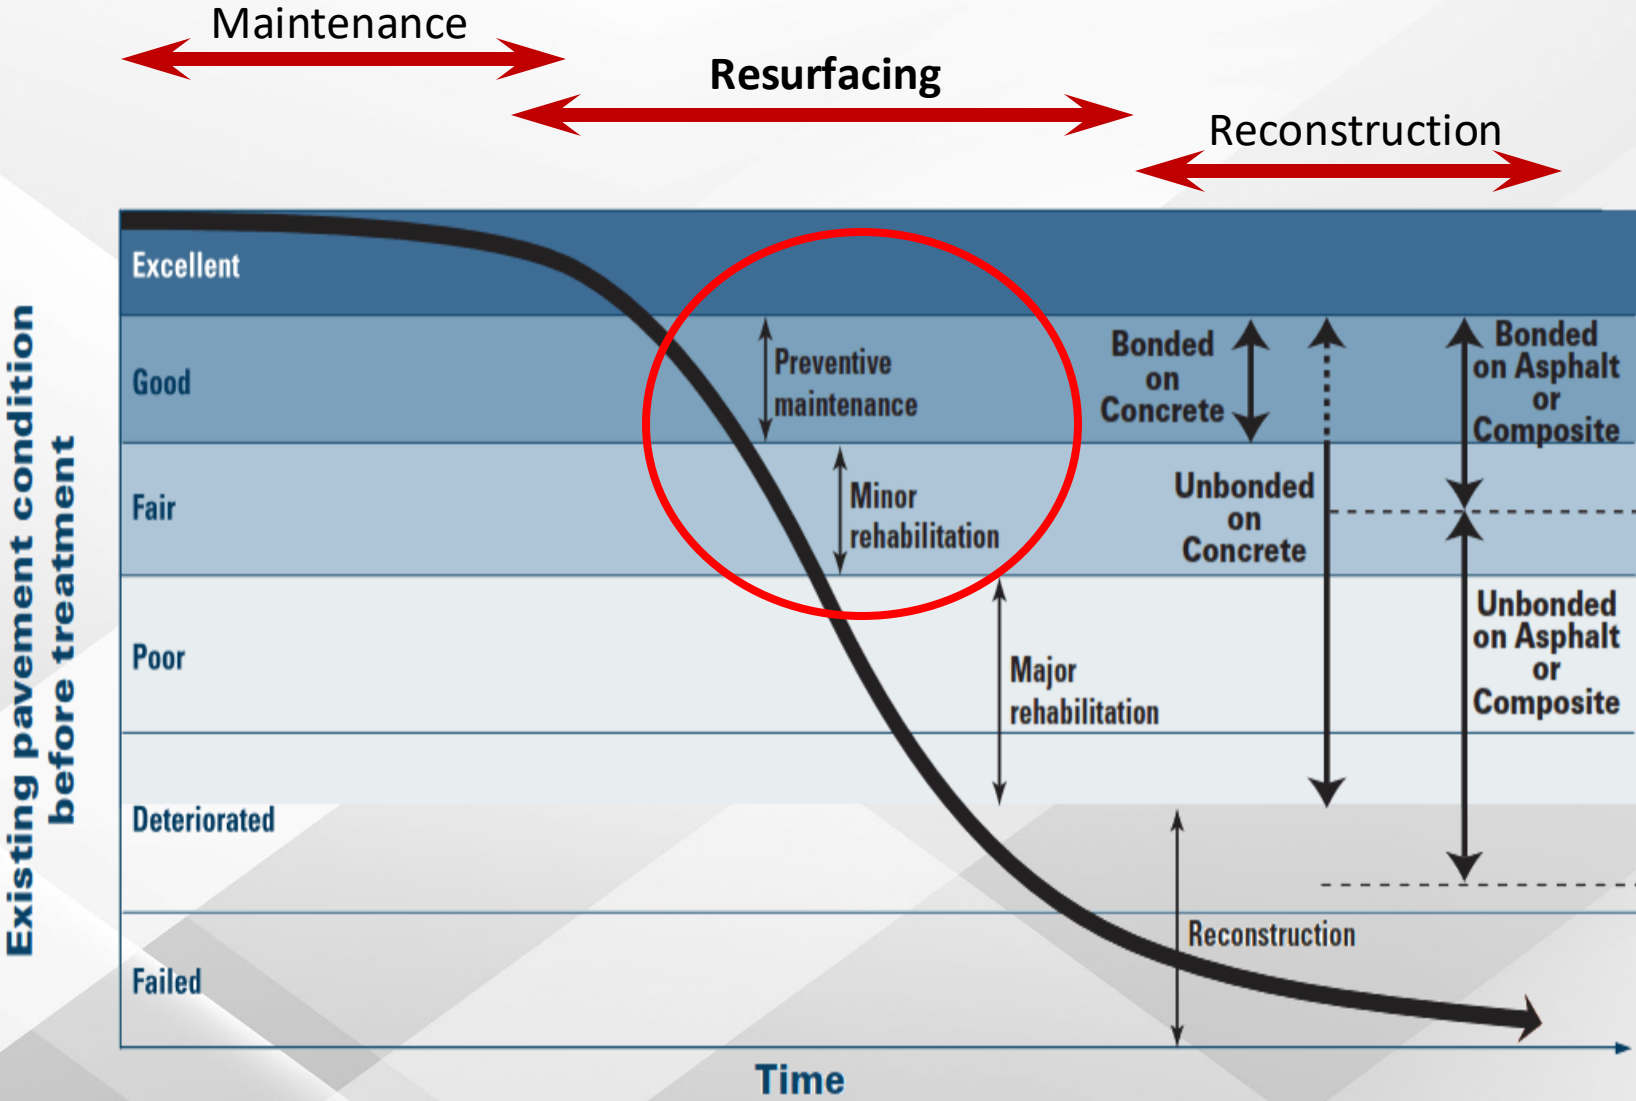 Maintenance
Resurfacing
Reconstruction
Existing pavement condition
before treatment
Excellent
Good
Fair
Poor
Deteriorated
Failed
Preventive
maintenance
Minor
rehabilitation
Major
rehabilitation
Reconstruction
Bonded
on
Concrete
Unbonded
on
Concrete
Bonded
on Asphalt
or
Composite
Unbonded
on Asphalt
or
Composite
Time